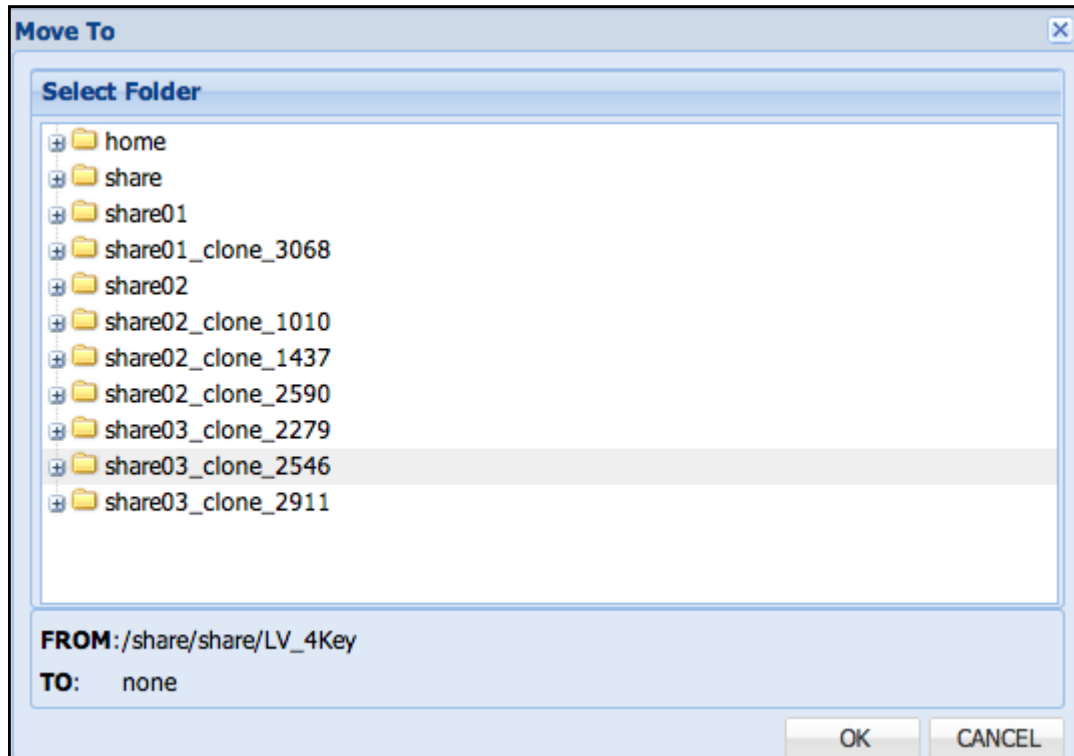 Move To
Select Folder
home
share
share01
share01_clone_3068
share02
share02_clone_1010
share02_clone_1437
share02_clone_2590
share03_clone_2279
share03_clone_2546
share03_clone_2911
FROM:/share/share/LV_4Key
TO: none
OK CANCEL